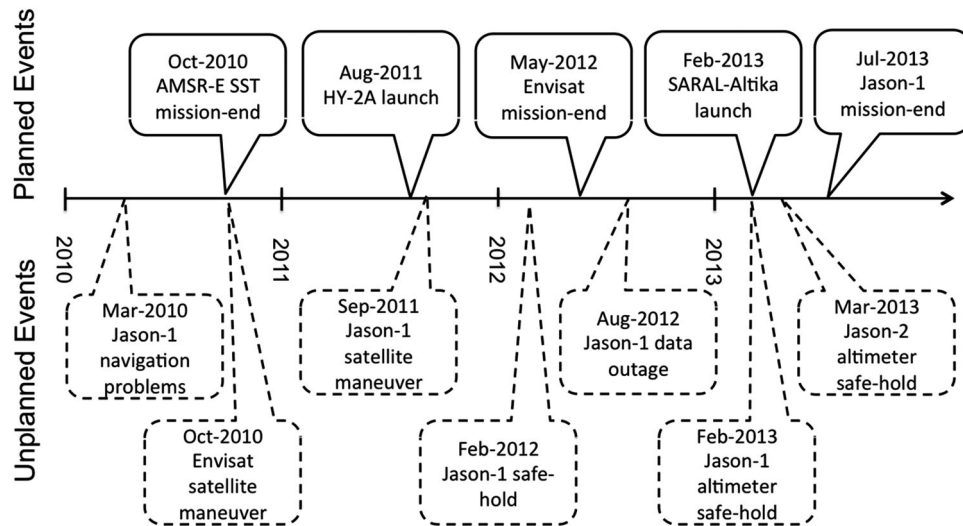 Planned Events
Oct-2010
AMSR-E SST
mission-end
Aug-2011
HY-2A launch
May-2012
Envisat
mission-end
Feb-2013
SARAL-Altika
launch
Jul-2013
Jason-1
mission-end
2010
2011
2012
2013
Unplanned Events
Mar-2010
Jason-1
navigation
problems
Oct-2010
Envisat
satellite
maneuver
Sep-2011
Jason-1
satellite
maneuver
Feb-2012
Jason-1 safe-
hold
Aug-2012
Jason-1 data
outage
Feb-2013
Jason-1
altimeter
safe-hold
Mar-2013
Jason-2
altimeter
safe-hold